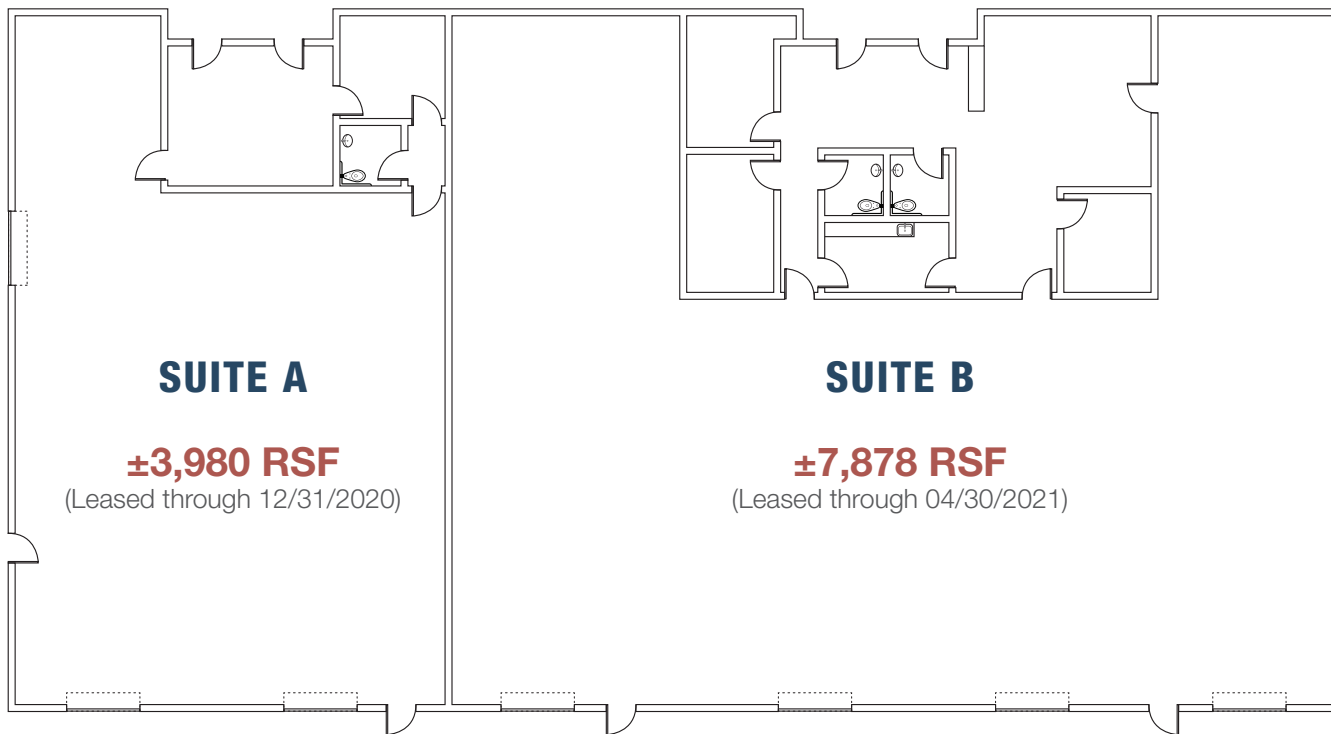 SUITE A
±3,980 RSF
(Leased through 12/31/2020)
SUITE B
±7,878 RSF
(Leased through 04/30/2021)